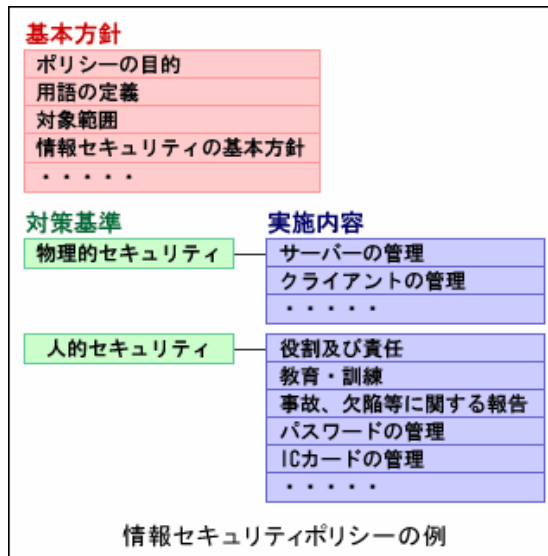 基本方針
ポリシーの目的
用語の定義
対象範囲
情報セキュリティの基本方針
・・・・・
対策基準
実施内容
物理的セキュリティ
サーバーの管理
クライアントの管理
・・・・・
人的セキュリティ
役割及び責任
教育・訓練
事故、欠陥等に関する報告
パスワードの管理
ICカードの管理
・・・・・
情報セキュリティポリシーの例